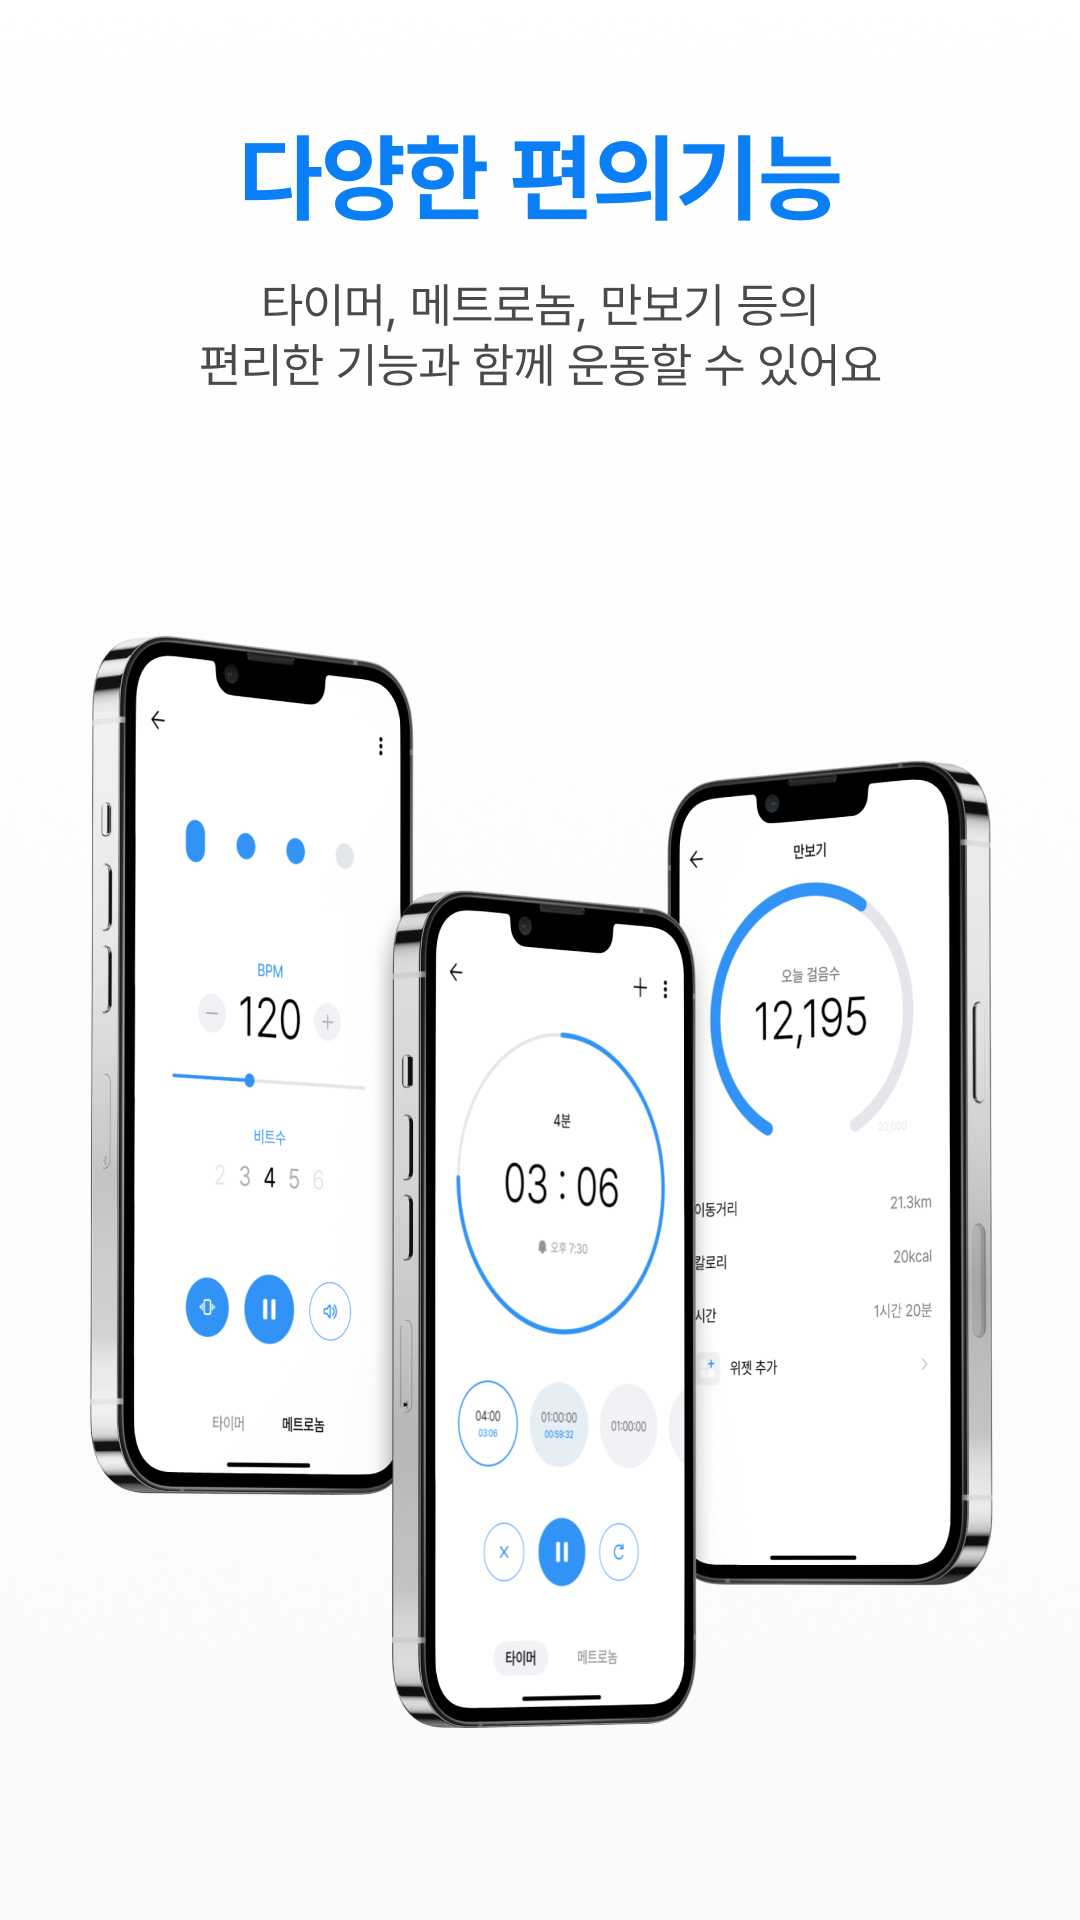 다양한 편의기능
타이머, 메트로놈, 만보기 등의
편리한 기능과 함께 운동할 수 있어요
BPM
120
비트수
2 3 4 5 6
타이머 메트로놈
4분
03 : 06
오후 7:30
04:00
03:06
01:00:00
00:59:32
01:00:00
타이머 메트로놈
만보기
오늘 걸음수
12,195
20,000
이동거리 21.3km
칼로리 20kcal
시간 1시간 20분
위젯 추가